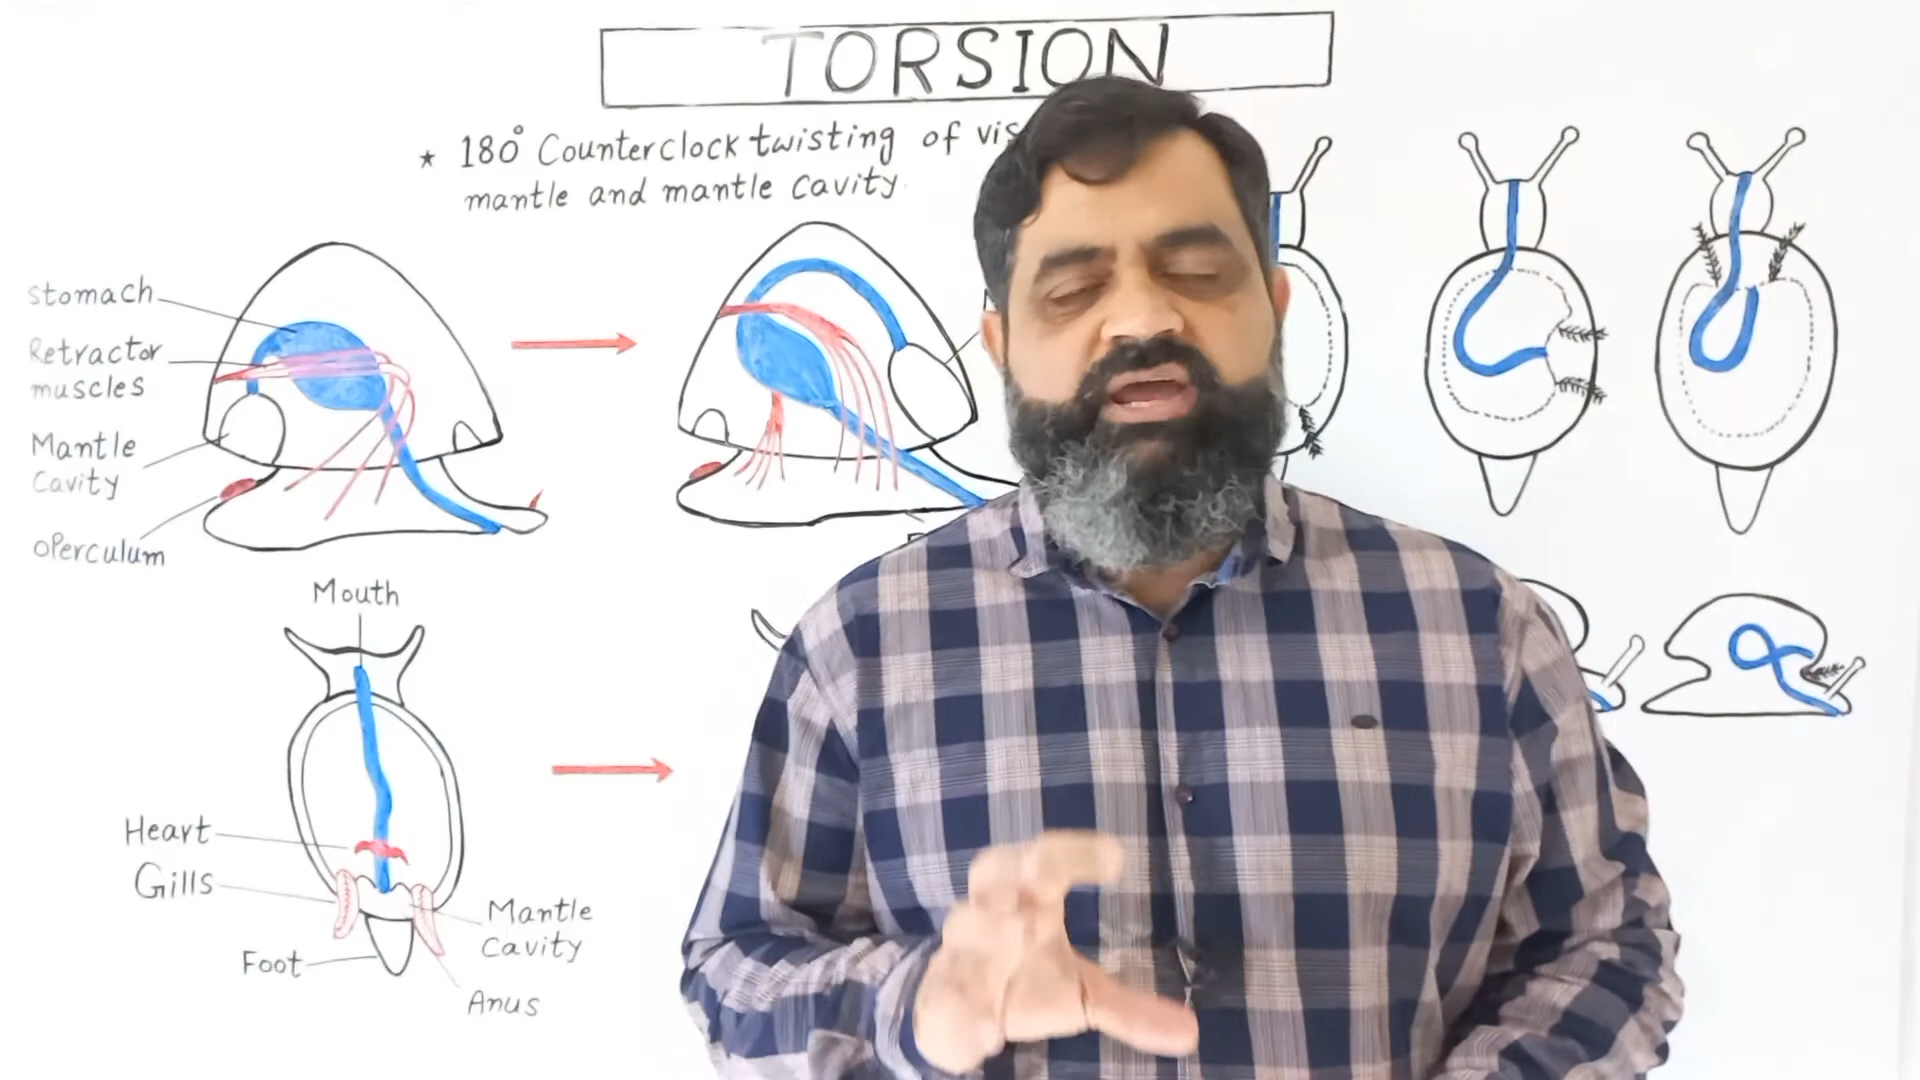 TORSION
★ 180° Counterclock twisting of
mantle and mantle cavity.
stomach
Retractor
muscles
Mantle
Cavity
operculum
Mouth
Heart
Gills
Foot
Mantle
Cavity
Anus